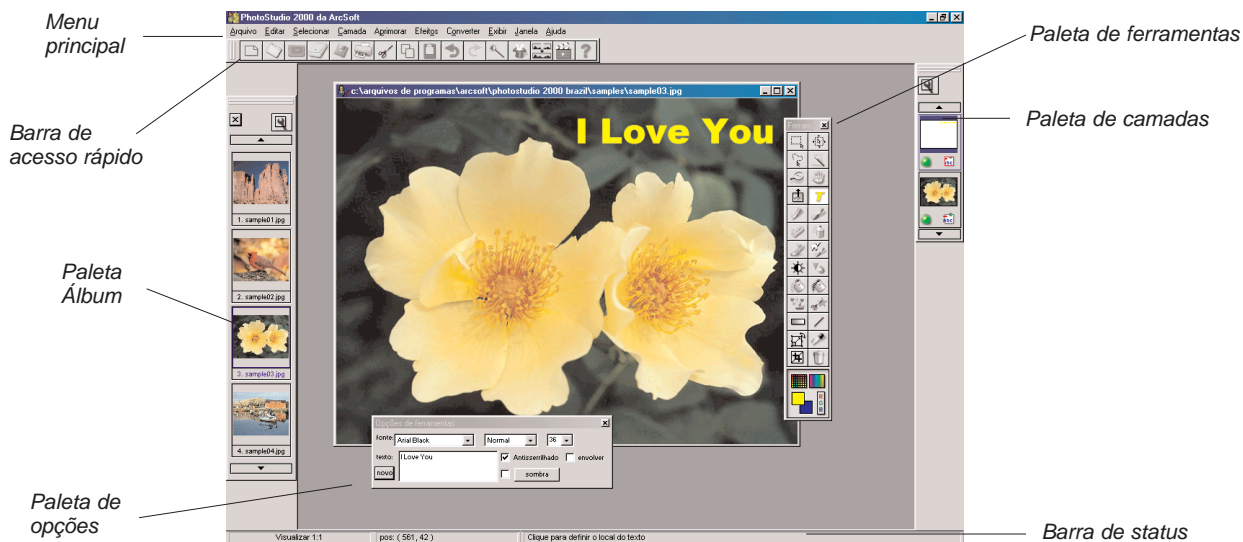 PhotoStudio 2000 da ArcSoft
Arquivo Editar Selecionar Camada Aprimorar Efeitos Converter Exibir Janela Ajuda
Menu principal
Paleta de ferramentas
c:\arquivos de programas\arcsoft\photostudio 2000 brazil\samples\sample03.jpg
Barra de acesso rápido
Paleta de camadas
I Love You
1. sample01.jpg
2. sample02.jpg
Paleta Álbum
3. sample03.jpg
4. sample04.jpg
R
G
B
Opções de ferramentas
fonte: Arial Black Normal 36
texto: I Love You Antisserrilhado envolver
novo sombra
Paleta de opções
Barra de status
Visualizar 1:1 pos: ( 561, 42 ) Clique para definir o local do texto